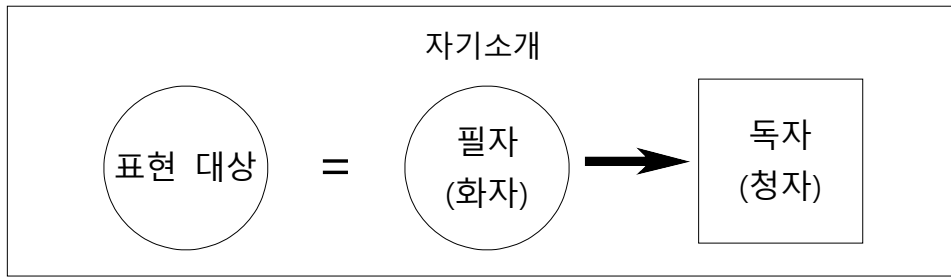 자기소개
표현 대상
=
필자
(화자)
독자
(청자)